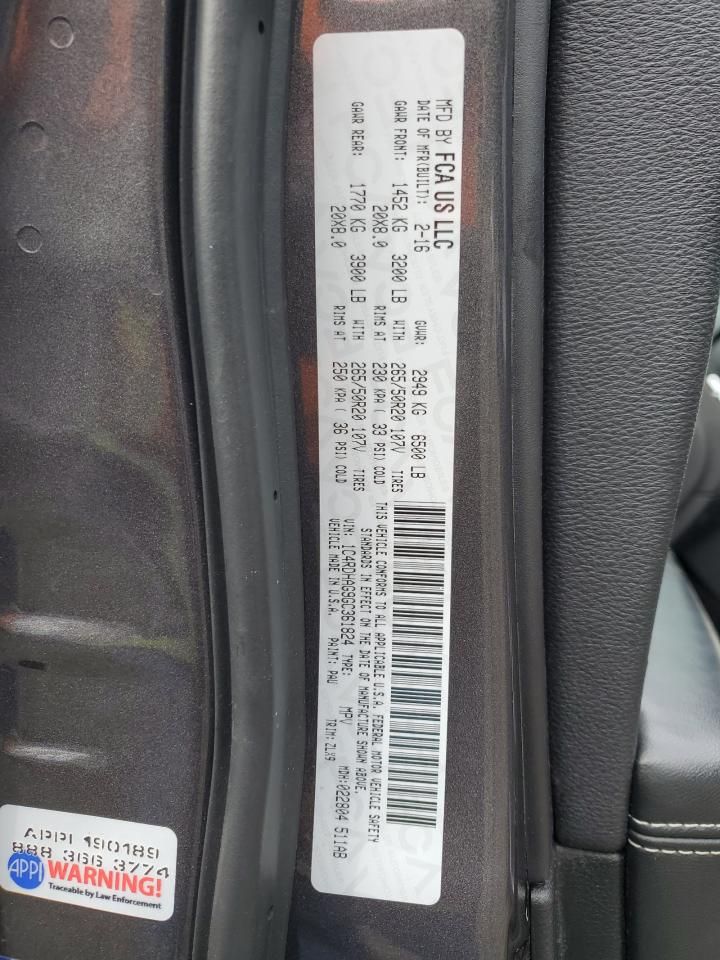 MFD BY FCA US LLC
DATE OF MFR(BUILT): 2-16 GVWR: 2949 KG 6500 LB
GAWR FRONT: 1452 KG 3200 LB WITH 265/50R20 107V TIRES
20X8.0 RIMS AT 230 KPA ( 33 PSI) COLD
GAWR REAR: 1770 KG 3900 LB WITH 265/50R20 107V TIRES
20X8.0 RIMS AT 250 KPA ( 36 PSI) COLD
THIS VEHICLE CONFORMS TO ALL APPLICABLE U.S.A. FEDERAL MOTOR VEHICLE SAFETY
STANDARDS IN EFFECT ON THE DATE OF MANUFACTURE SHOWN ABOVE.
VIN: 1C4RDHAG9GC361824 TYPE: MPV MDH:022804 511AB
VEHICLE MADE IN U.S.A. PAINT: PAU TRIM: ZLX9
APPI 190189
888 366 3774
APPI WARNING!
Traceable by Law Enforcement